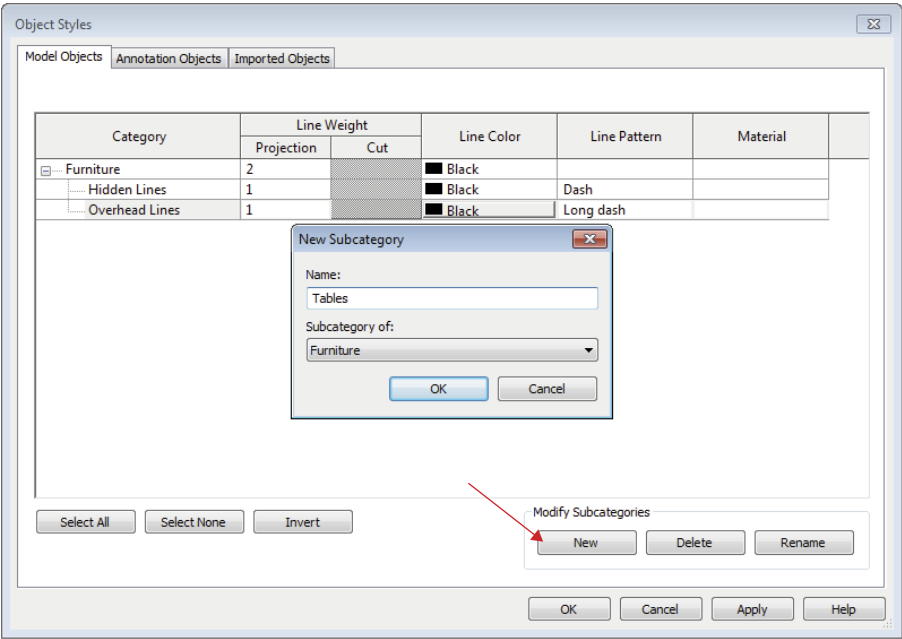 Object Styles
Model Objects Annotation Objects Imported Objects
Category Line Weight Line Color Line Pattern Material
Projection Cut
Furniture 2 Black
Hidden Lines 1 Black Dash
Overhead Lines 1 Black Long dash
New Subcategory
Name:
Tables
Subcategory of:
Furniture
OK Cancel
Select All Select None Invert
Modify Subcategories
New Delete Rename
OK Cancel Apply Help